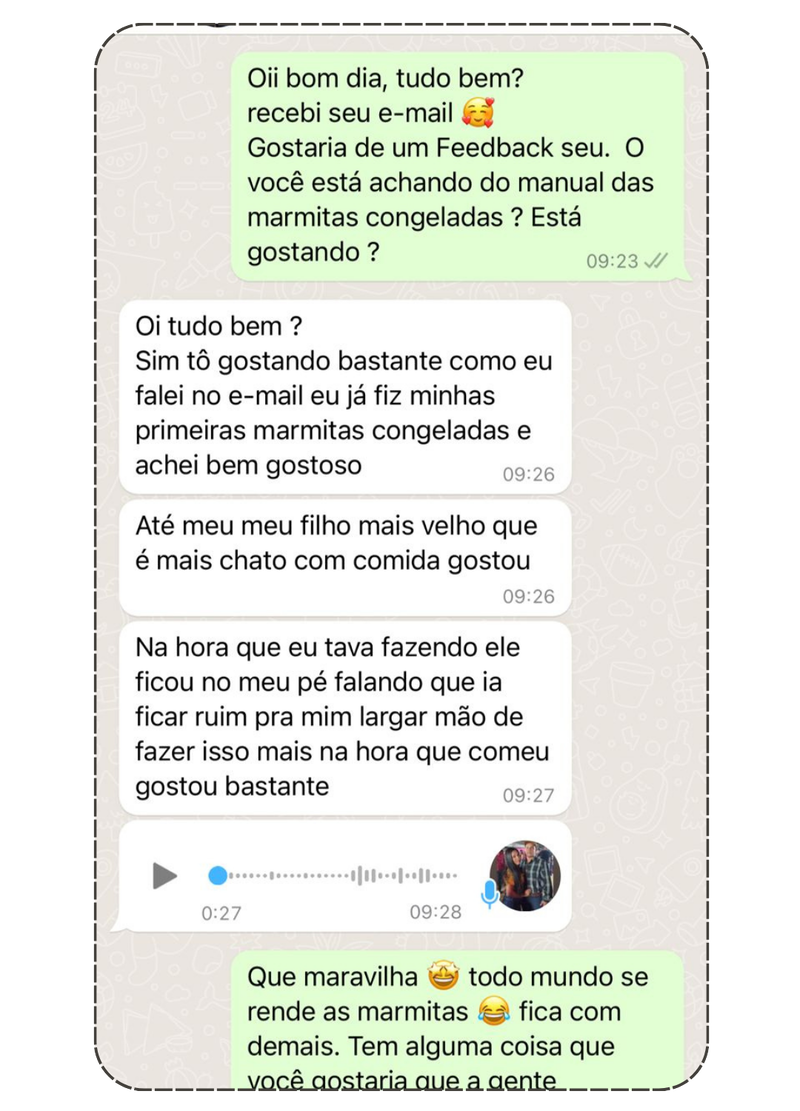 Oii bom dia, tudo bem?
recebi seu e-mail 🥰
Gostaria de um Feedback seu.  O
você está achando do manual das
marmitas congeladas ? Está
gostando ?
09:23
Oi tudo bem ?
Sim tô gostando bastante como eu
falei no e-mail eu já fiz minhas
primeiras marmitas congeladas e
achei bem gostoso
09:26
Até meu meu filho mais velho que
é mais chato com comida gostou
09:26
Na hora que eu tava fazendo ele
ficou no meu pé falando que ia
ficar ruim pra mim largar mão de
fazer isso mais na hora que comeu
gostou bastante
09:27
0:27
09:28
Que maravilha 🤩 todo mundo se
rende as marmitas 😂 fica com
demais. Tem alguma coisa que
você gostaria que a gente